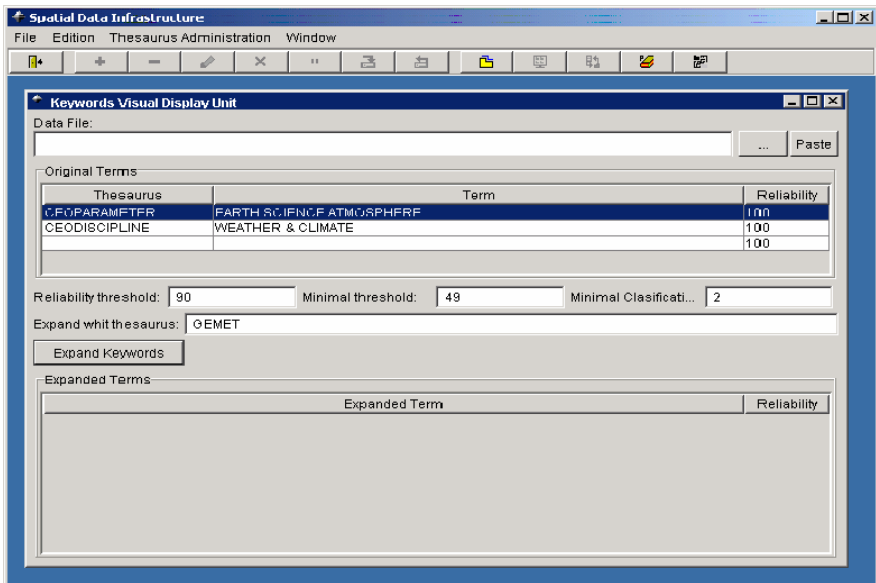 Spatial Data Infrastructure
File Edition Thesaurus Administration Window
Keywords Visual Display Unit
Data File:
... Paste
Original Terms
Thesaurus Term Reliability
CEOPARAMETER EARTH SCIENCE ATMOSPHERE 100
CEODISCIPLINE WEATHER & CLIMATE 100
100
Reliability threshold: 90 Minimal threshold: 49 Minimal Clasificati... 2
Expand whit thesaurus: GEMET
Expand Keywords
Expanded Terms
Expanded Term Reliability